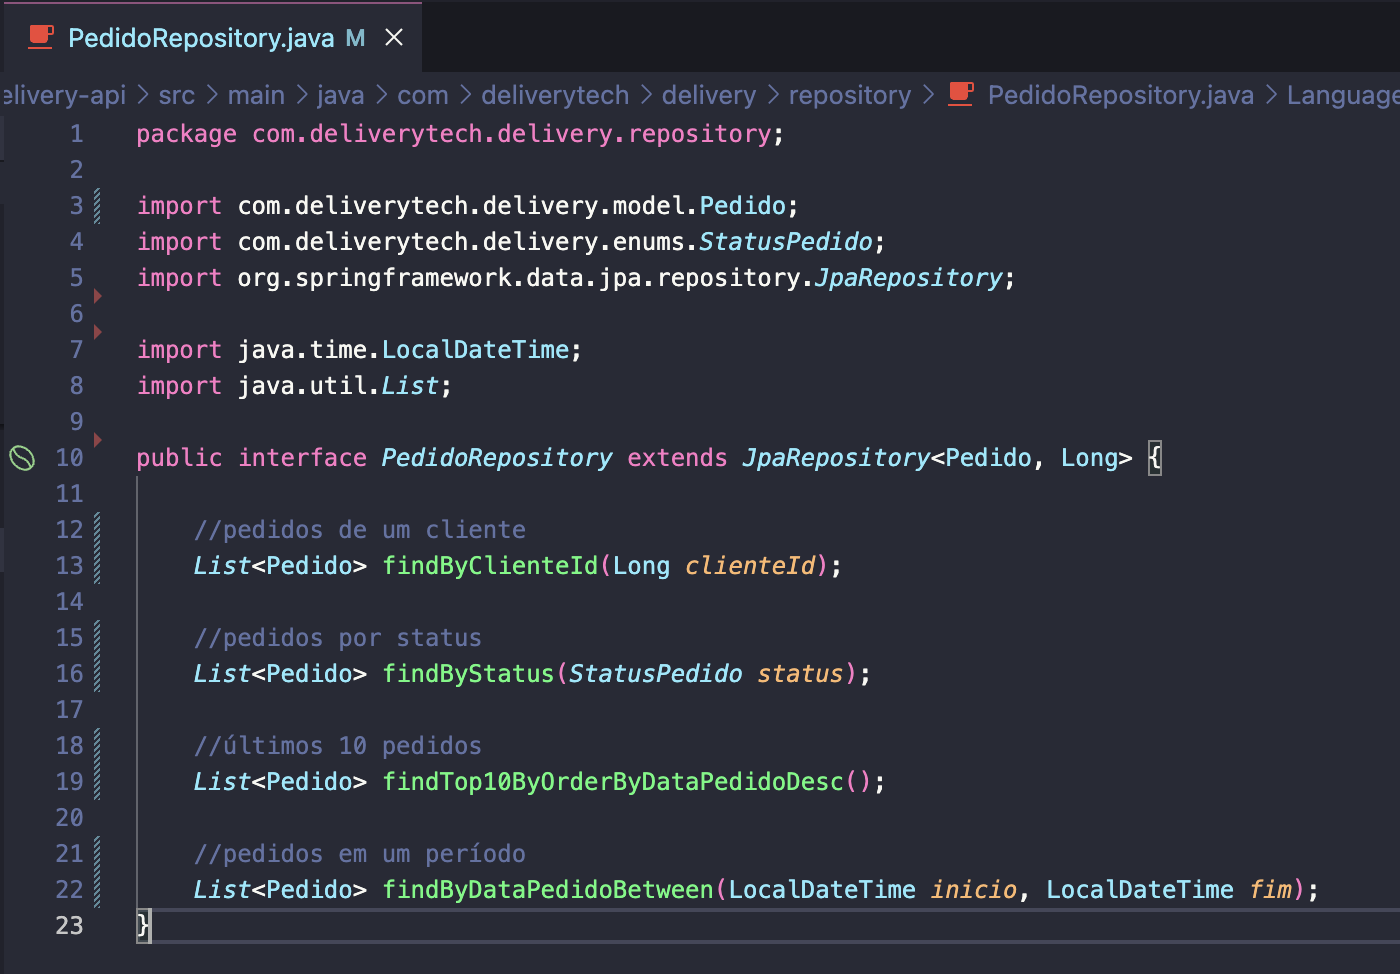 PedidoRepository.java M
elivery-api > src > main > java > com > deliverytech > delivery > repository > PedidoRepository.java > Language
1 package com.deliverytech.delivery.repository;
2
3 import com.deliverytech.delivery.model.Pedido;
4 import com.deliverytech.delivery.enums.StatusPedido;
5 import org.springframework.data.jpa.repository.JpaRepository;
6
7 import java.time.LocalDateTime;
8 import java.util.List;
9
10 public interface PedidoRepository extends JpaRepository<Pedido, Long> {
11
12 //pedidos de um cliente
13 List<Pedido> findByClienteId(Long clienteId);
14
15 //pedidos por status
16 List<Pedido> findByStatus(StatusPedido status);
17
18 //últimos 10 pedidos
19 List<Pedido> findTop10ByOrderByDataPedidoDesc();
20
21 //pedidos em um período
22 List<Pedido> findByDataPedidoBetween(LocalDateTime inicio, LocalDateTime fim);
23 }